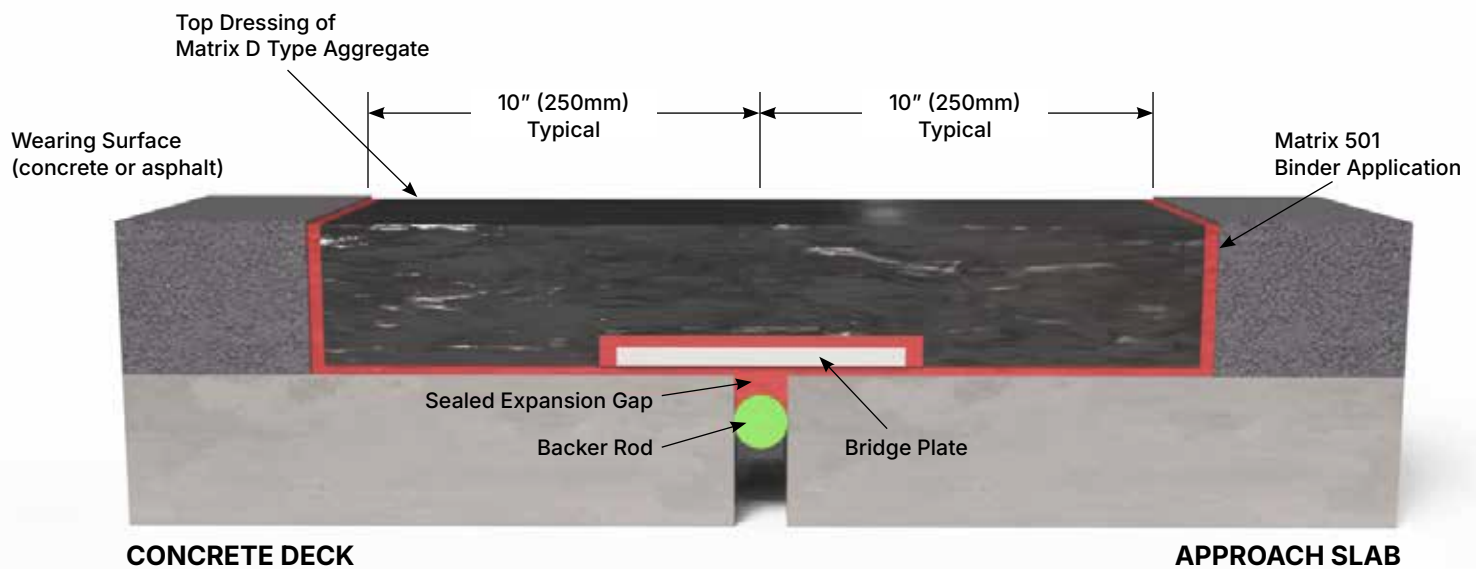 Top Dressing of
Matrix D Type Aggregate
10” (250mm)
Typical
10” (250mm)
Typical
Wearing Surface
(concrete or asphalt)
Matrix 501
Binder Application
Sealed Expansion Gap
Backer Rod
Bridge Plate
CONCRETE DECK
APPROACH SLAB